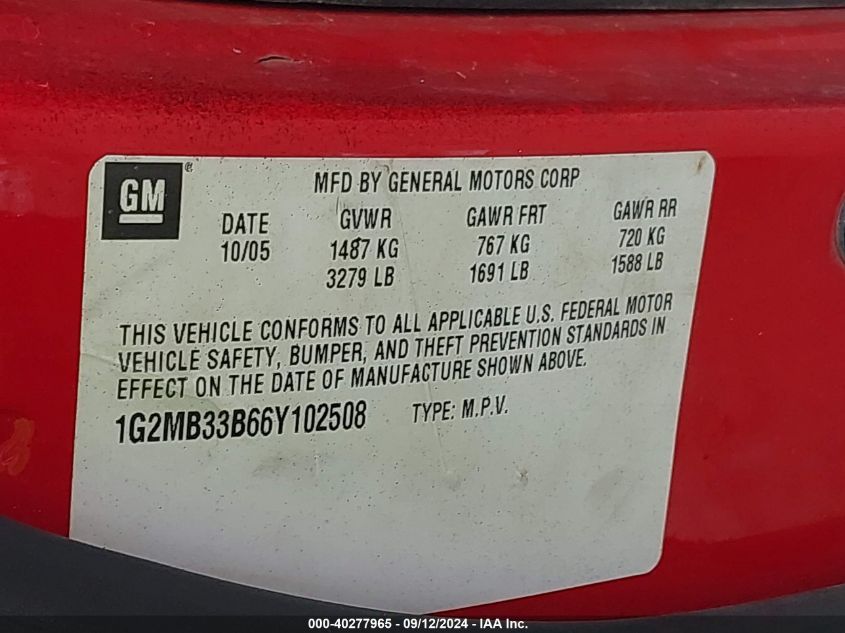 GM®
MFD BY GENERAL MOTORS CORP
DATE GVWR GAWR FRT GAWR RR
10/05 1487 KG 767 KG 720 KG
3279 LB 1691 LB 1588 LB
THIS VEHICLE CONFORMS TO ALL APPLICABLE U.S. FEDERAL MOTOR
VEHICLE SAFETY, BUMPER, AND THEFT PREVENTION STANDARDS IN
EFFECT ON THE DATE OF MANUFACTURE SHOWN ABOVE.
1G2MB33B66Y102508 TYPE: M.P.V.
000-40277965 - 09/12/2024 - IAA Inc.